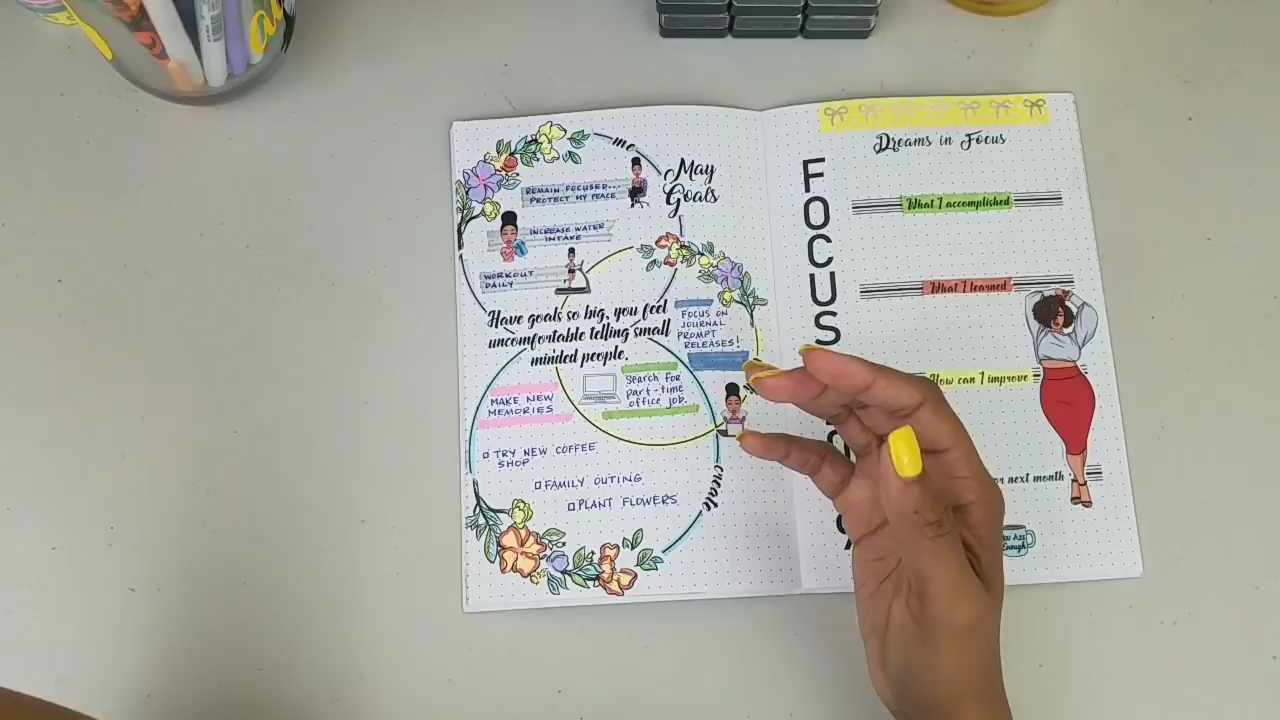 me
May
Goals
REMAIN FOCUSED...
PROTECT MY PEACE
INCREASE WATER
INTAKE
WORKOUT
DAILY
Have goals so big, you feel
uncomfortable telling small
minded people.
FOCUS ON
JOURNAL
PROMPT
RELEASES!
Search for
part-time
office job.
MAKE NEW
MEMORIES
TRY NEW COFFEE
SHOP
FAMILY OUTING
PLANT FLOWERS
create
Dreams in Focus
FOCUS
What I accomplished
What I learned
How can I improve
next month
You Are
Enough